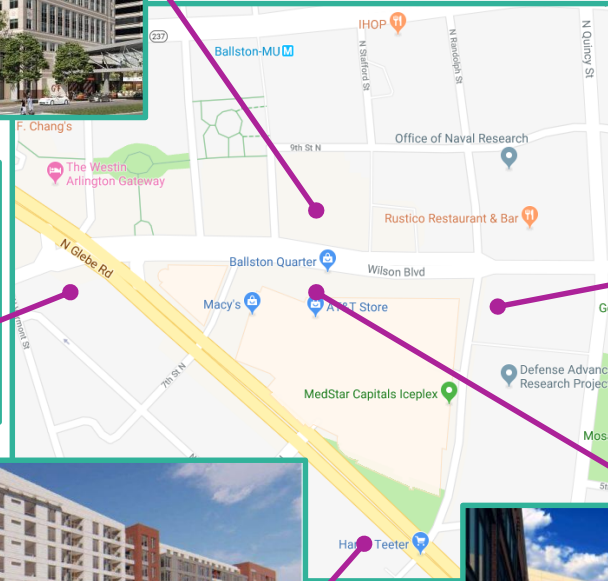 237
IHOP
Ballston-MU M
N Stafford St
N Randolph St
N Quincy St
F. Chang's
9th St N
Office of Naval Research
The Westin
Arlington Gateway
Rustico Restaurant & Bar
N Glebe Rd
Ballston Quarter
Wilson Blvd
Macy's
AT&T Store
7th St N
MedStar Capitals Iceplex
Defense Advanc
Research Projec
Mos
Teeter